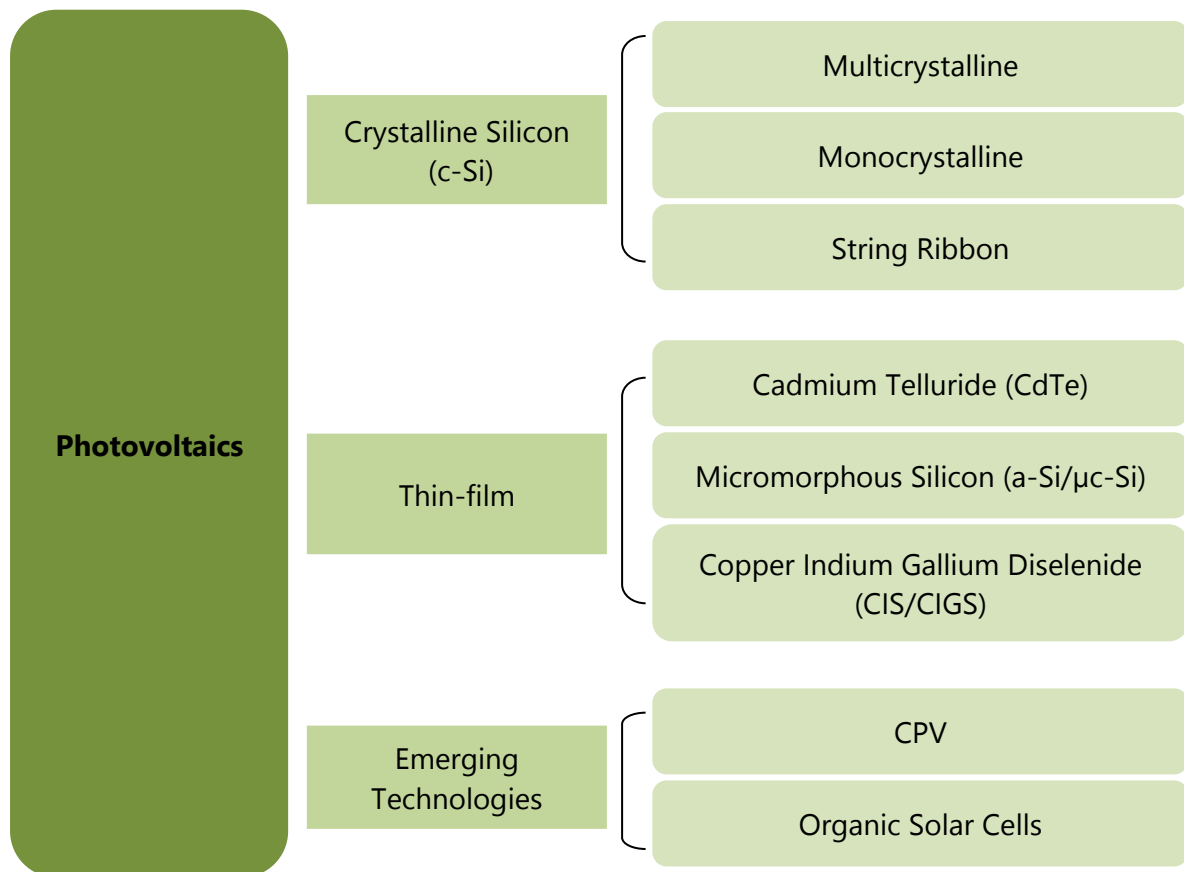 Photovoltaics
Crystalline Silicon
(c-Si)
Multicrystalline
Monocrystalline
String Ribbon
Thin-film
Cadmium Telluride (CdTe)
Micromorphous Silicon (a-Si/μc-Si)
Copper Indium Gallium Diselenide
(CIS/CIGS)
Emerging
Technologies
CPV
Organic Solar Cells